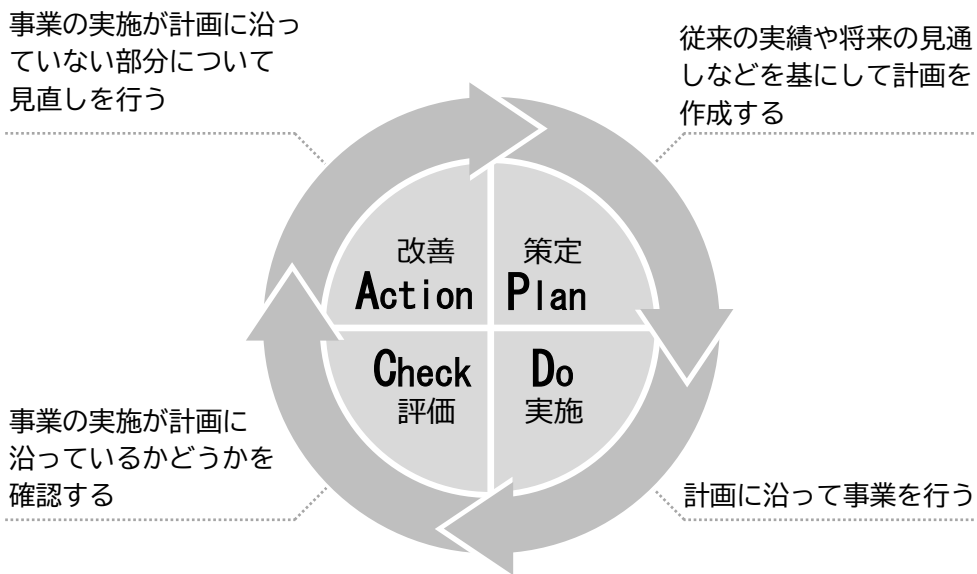 事業の実施が計画に沿っ
ていない部分について
見直しを行う
従来の実績や将来の見通
しなどを基にして計画を
作成する
改善
Action
策定
Plan
Check
評価
Do
実施
事業の実施が計画に
沿っているかどうかを
確認する
計画に沿って事業を行う